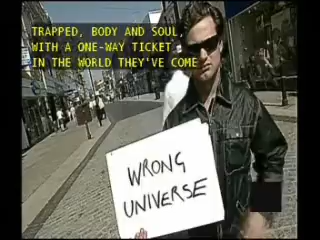 TRAPPED, BODY AND SOUL,
WITH A ONE-WAY TICKET,
IN THE WORLD THEY'VE COME
WRONG
UNIVERSE